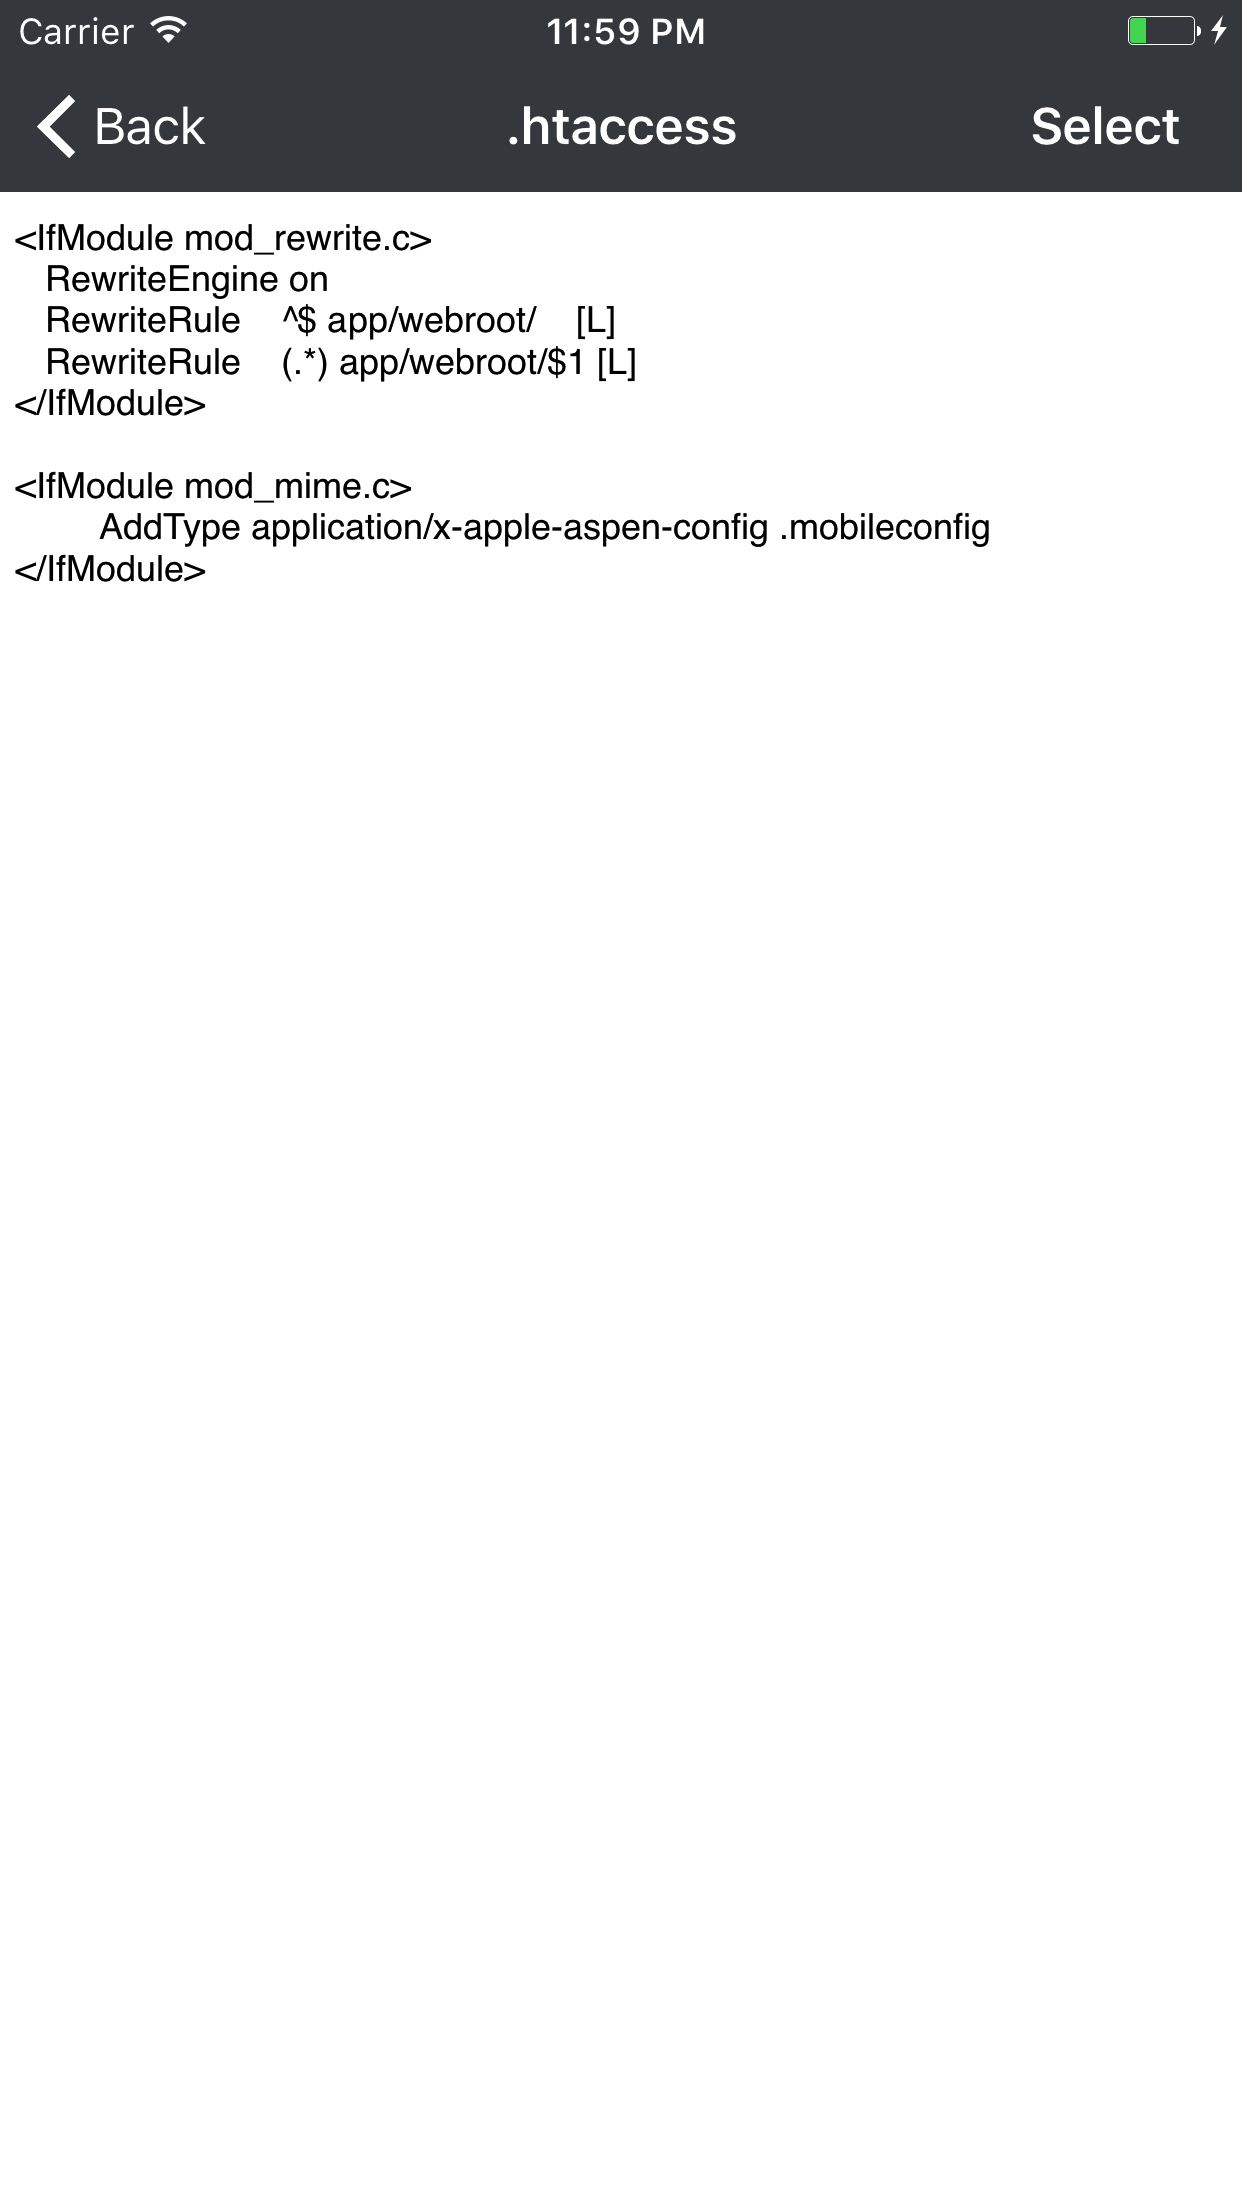 Carrier 11:59 PM
Back .htaccess Select
<IfModule mod_rewrite.c>
   RewriteEngine on
   RewriteRule    ^$ app/webroot/    [L]
   RewriteRule    (.*) app/webroot/$1 [L]
</IfModule>

<IfModule mod_mime.c>
        AddType application/x-apple-aspen-config .mobileconfig
</IfModule>